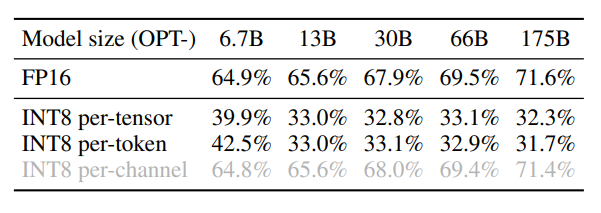 Model size (OPT-) 6.7B 13B 30B 66B 175B
FP16 64.9% 65.6% 67.9% 69.5% 71.6%
INT8 per-tensor 39.9% 33.0% 32.8% 33.1% 32.3%
INT8 per-token 42.5% 33.0% 33.1% 32.9% 31.7%
INT8 per-channel 64.8% 65.6% 68.0% 69.4% 71.4%